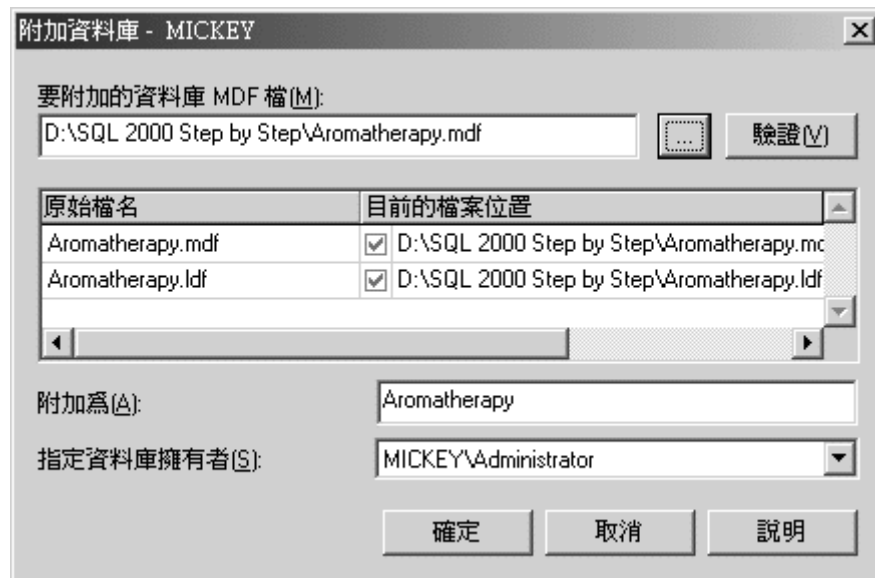 附加資料庫 - MICKEY
要附加的資料庫 MDF 檔(M):
D:\SQL 2000 Step by Step\Aromatherapy.mdf ... 驗證(V)
原始檔名 目前的檔案位置
Aromatherapy.mdf D:\SQL 2000 Step by Step\Aromatherapy.mc
Aromatherapy.ldf D:\SQL 2000 Step by Step\Aromatherapy.ldf
附加爲(A): Aromatherapy
指定資料庫擁有者(S): MICKEY\Administrator
確定 取消 說明